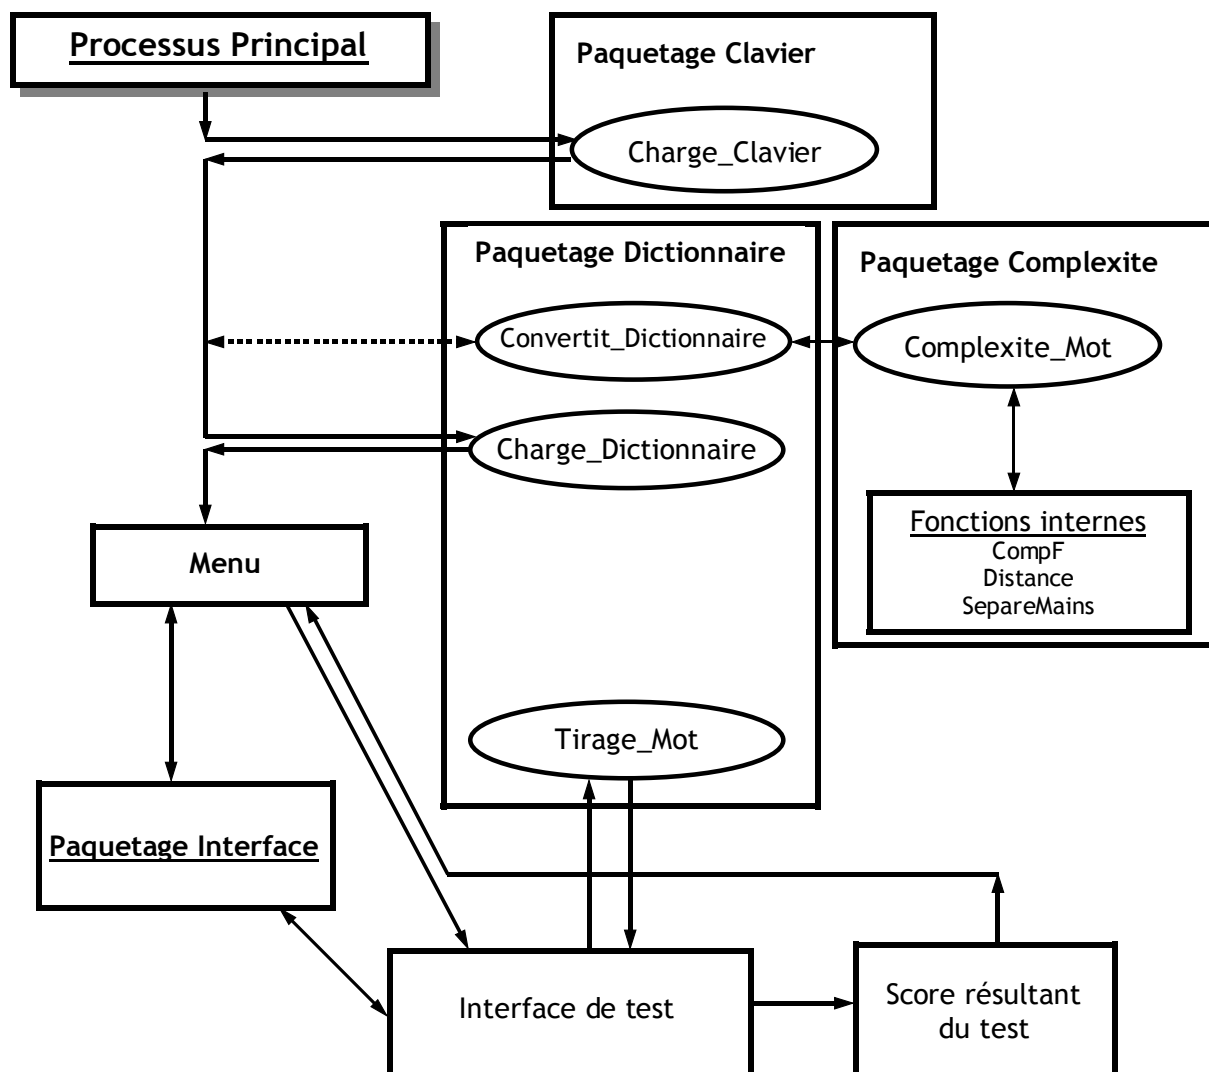 Processus Principal
Paquetage Clavier
Charge_Clavier
Paquetage Dictionnaire
Paquetage Complexite
Convertit_Dictionnaire
Complexite_Mot
Charge_Dictionnaire
Fonctions internes
CompF
Distance
SepareMains
Menu
Tirage_Mot
Paquetage Interface
Interface de test
Score résultant
du test